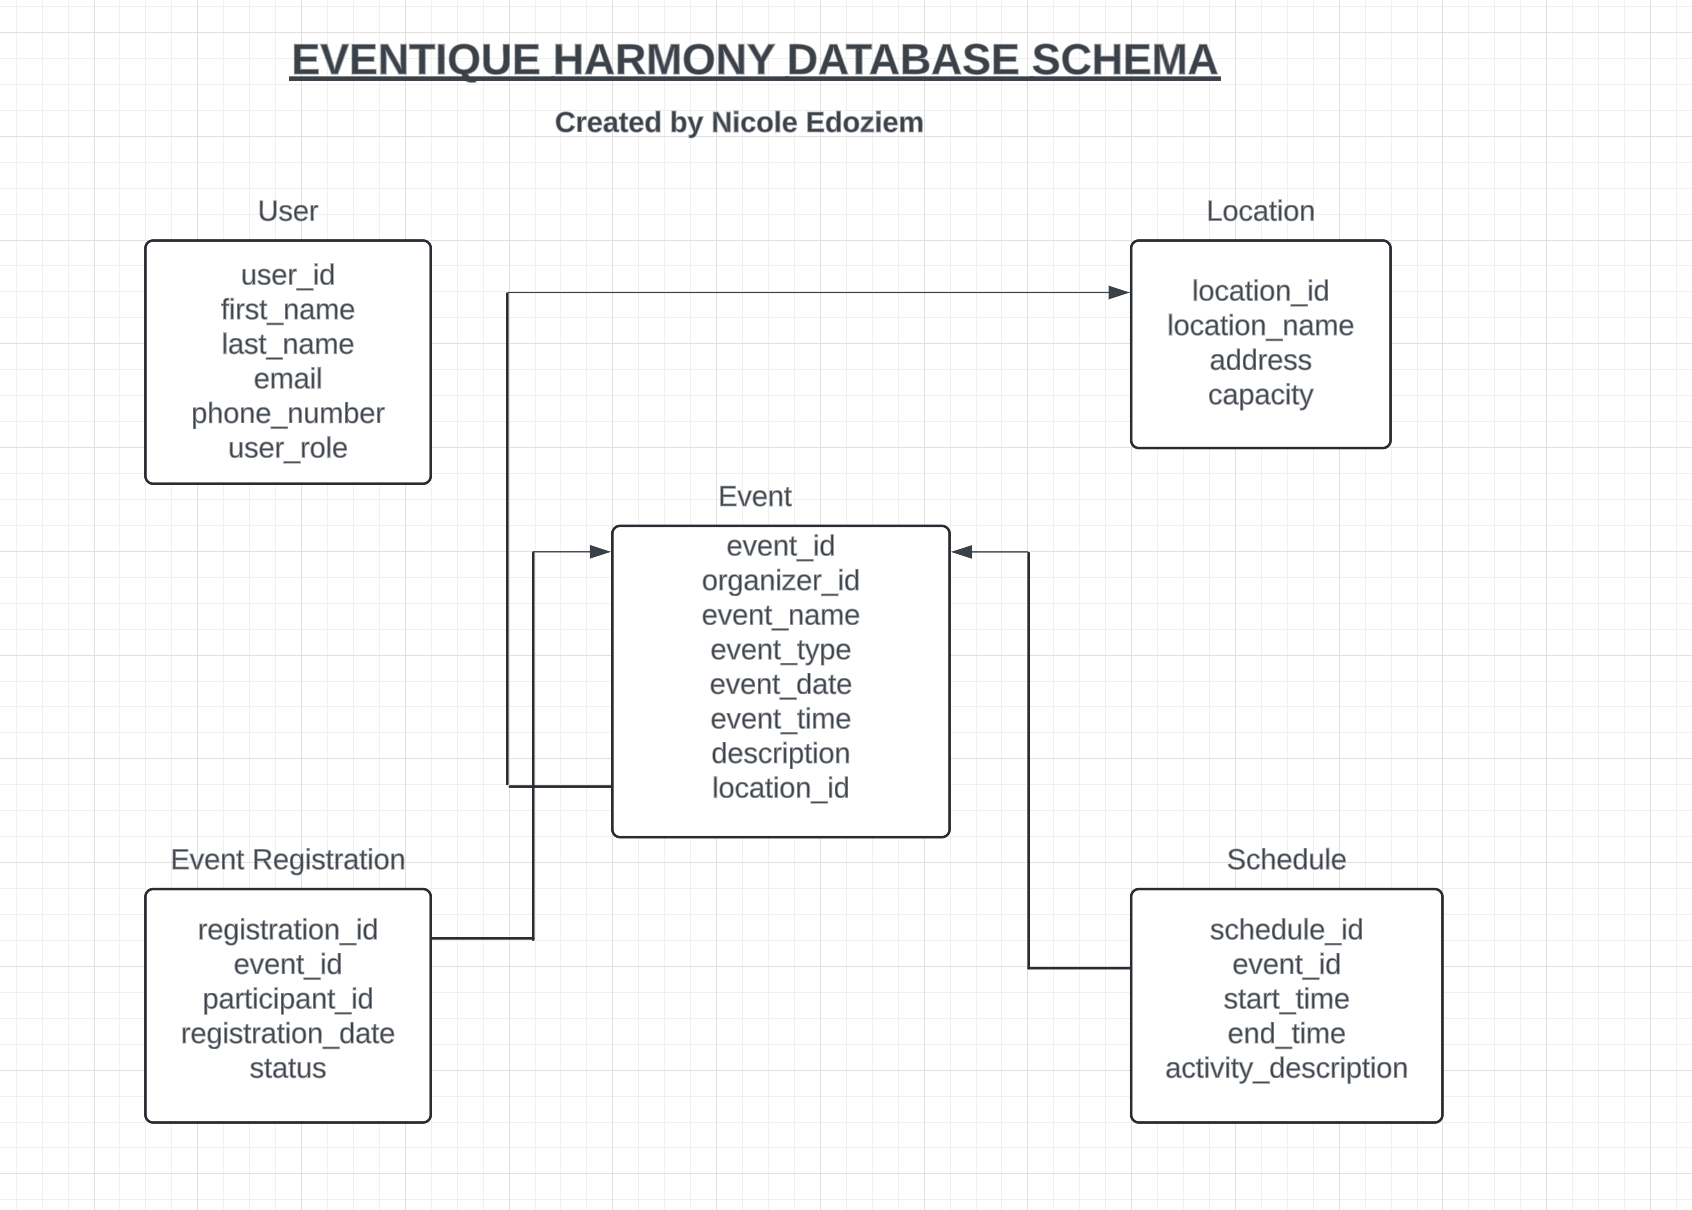 EVENTIQUE HARMONY DATABASE SCHEMA
Created by Nicole Edoziem
User
user_id
first_name
last_name
email
phone_number
user_role
Location
location_id
location_name
address
capacity
Event
event_id
organizer_id
event_name
event_type
event_date
event_time
description
location_id
Event Registration
registration_id
event_id
participant_id
registration_date
status
Schedule
schedule_id
event_id
start_time
end_time
activity_description